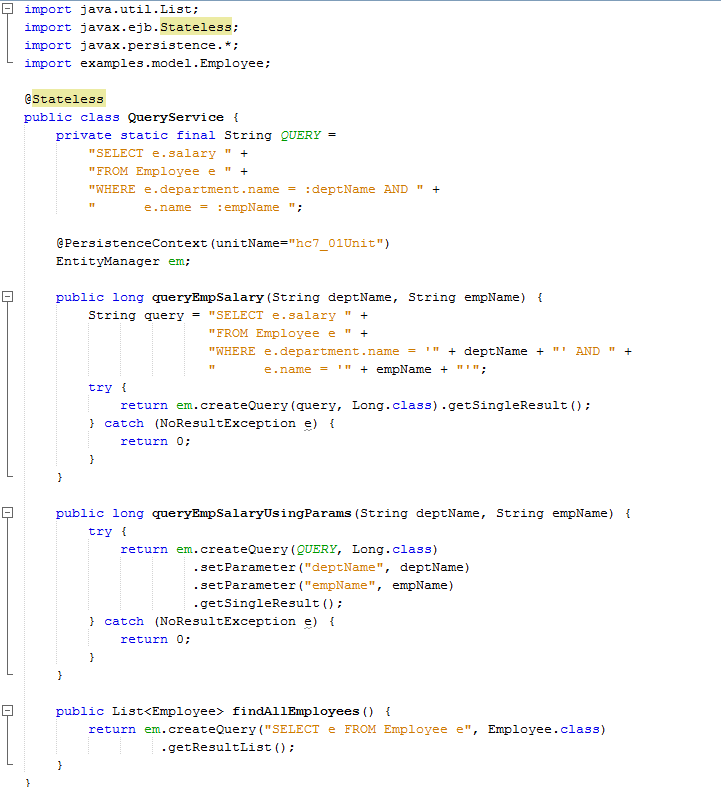 import java.util.List;
import javax.ejb.Stateless;
import javax.persistence.*;
import examples.model.Employee;

@Stateless
public class QueryService {
    private static final String QUERY =
        "SELECT e.salary " +
        "FROM Employee e " +
        "WHERE e.department.name = :deptName AND " +
        "      e.name = :empName ";

    @PersistenceContext(unitName="hc7_01Unit")
    EntityManager em;

    public long queryEmpSalary(String deptName, String empName) {
        String query = "SELECT e.salary " +
                       "FROM Employee e " +
                       "WHERE e.department.name = '" + deptName + "' AND " +
                       "      e.name = '" + empName + "'";
        try {
            return em.createQuery(query, Long.class).getSingleResult();
        } catch (NoResultException e) {
            return 0;
        }
    }

    public long queryEmpSalaryUsingParams(String deptName, String empName) {
        try {
            return em.createQuery(QUERY, Long.class)
                     .setParameter("deptName", deptName)
                     .setParameter("empName", empName)
                     .getSingleResult();
        } catch (NoResultException e) {
            return 0;
        }
    }

    public List<Employee> findAllEmployees() {
        return em.createQuery("SELECT e FROM Employee e", Employee.class)
                 .getResultList();
    }
}